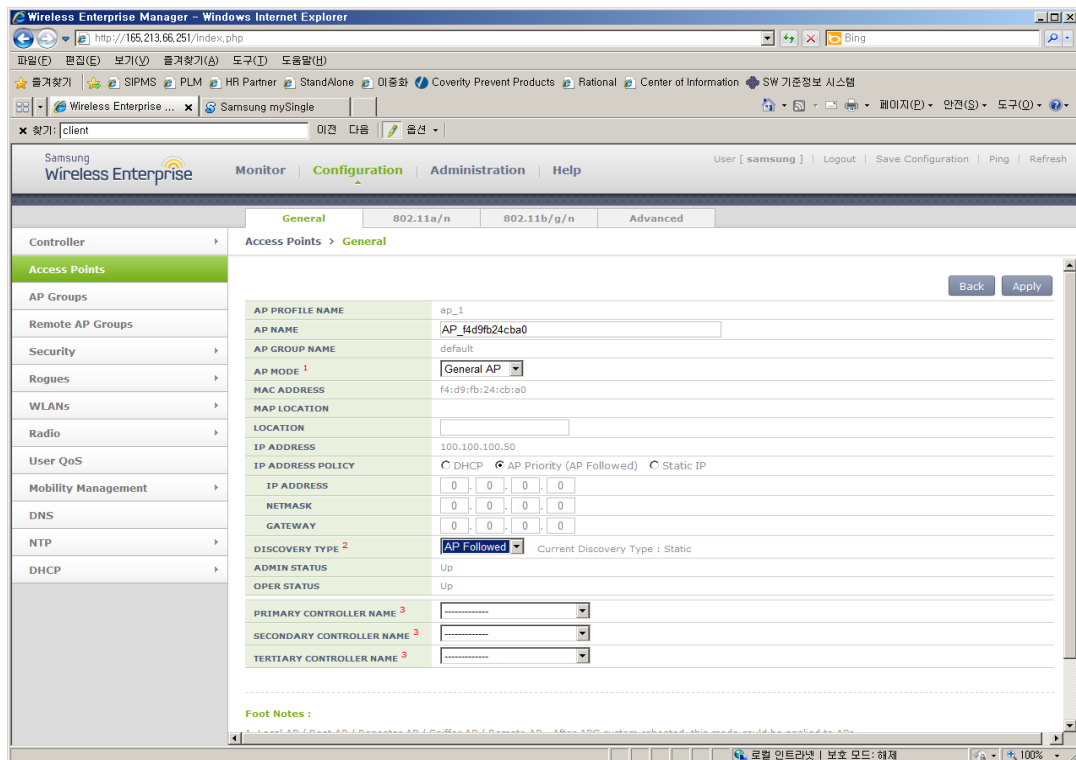 Wireless Enterprise Manager - Windows Internet Explorer
http://165,213,66,251/index,php
Bing
파일(F) 편집(E) 보기(V) 즐겨찾기(A) 도구(T) 도움말(H)
즐겨찾기 SIPMS PLM HR Partner StandAlone 이중화 Coverity Prevent Products Rational Center of Information SW 기준정보 시스템
Wireless Enterprise ... x Samsung mySingle 페이지(P) 안전(S) 도구(O)
x 찾기: client 이전 다음 옵션
Samsung
Wireless Enterprise
Monitor | Configuration | Administration | Help
User [ samsung ] | Logout | Save Configuration | Ping | Refresh
General 802.11a/n 802.11b/g/n Advanced
Controller
Access Points
AP Groups
Remote AP Groups
Security
Rogues
WLANs
Radio
User QoS
Mobility Management
DNS
NTP
DHCP
Access Points > General
Back Apply
AP PROFILE NAME ap_1
AP NAME AP_f4d9fb24cba0
AP GROUP NAME default
AP MODE 1 General AP
MAC ADDRESS f4:d9:fb:24:cb:a0
MAP LOCATION
LOCATION
IP ADDRESS 100.100.100.50
IP ADDRESS POLICY DHCP AP Priority (AP Followed) Static IP
IP ADDRESS 0 . 0 . 0 . 0
NETMASK 0 . 0 . 0 . 0
GATEWAY 0 . 0 . 0 . 0
DISCOVERY TYPE 2 AP Followed Current Discovery Type : Static
ADMIN STATUS Up
OPER STATUS Up
PRIMARY CONTROLLER NAME 3 -------------
SECONDARY CONTROLLER NAME 3 -------------
TERTIARY CONTROLLER NAME 3 -------------
Foot Notes :
로컬 인트라넷 | 보호 모드: 해제 100%